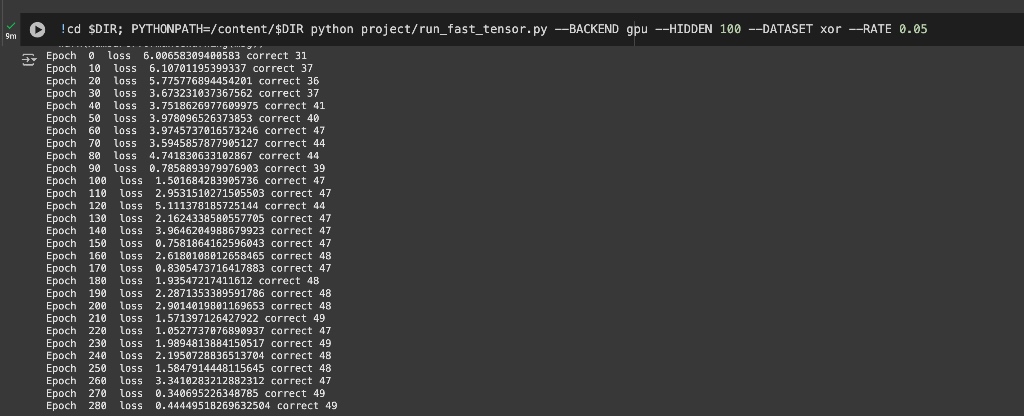 !cd $DIR; PYTHONPATH=/content/$DIR python project/run_fast_tensor.py --BACKEND gpu --HIDDEN 100 --DATASET xor --RATE 0.05
9m
Epoch 0 loss 6.00658309400583 correct 31
Epoch 10 loss 6.10701195399337 correct 37
Epoch 20 loss 5.775776894454201 correct 36
Epoch 30 loss 3.673231037367562 correct 37
Epoch 40 loss 3.7518626977609975 correct 41
Epoch 50 loss 3.978096526373853 correct 40
Epoch 60 loss 3.9745737016573246 correct 47
Epoch 70 loss 3.5945857877905127 correct 44
Epoch 80 loss 4.741830633102867 correct 44
Epoch 90 loss 0.7858893979976903 correct 39
Epoch 100 loss 1.501684283905736 correct 47
Epoch 110 loss 2.9531510271505503 correct 47
Epoch 120 loss 5.111378185725144 correct 44
Epoch 130 loss 2.1624338580557705 correct 47
Epoch 140 loss 3.9646204988679923 correct 47
Epoch 150 loss 0.7581864162596043 correct 47
Epoch 160 loss 2.6180108012658465 correct 48
Epoch 170 loss 0.8305473716417883 correct 47
Epoch 180 loss 1.93547217411612 correct 48
Epoch 190 loss 2.2871353389591786 correct 48
Epoch 200 loss 2.9014019801169653 correct 48
Epoch 210 loss 1.571397126427922 correct 49
Epoch 220 loss 1.0527737076890937 correct 47
Epoch 230 loss 1.9894813884150517 correct 49
Epoch 240 loss 2.1950728836513704 correct 48
Epoch 250 loss 1.5847914448115645 correct 48
Epoch 260 loss 3.3410283212882312 correct 47
Epoch 270 loss 0.340695226348785 correct 49
Epoch 280 loss 0.44449518269632504 correct 49